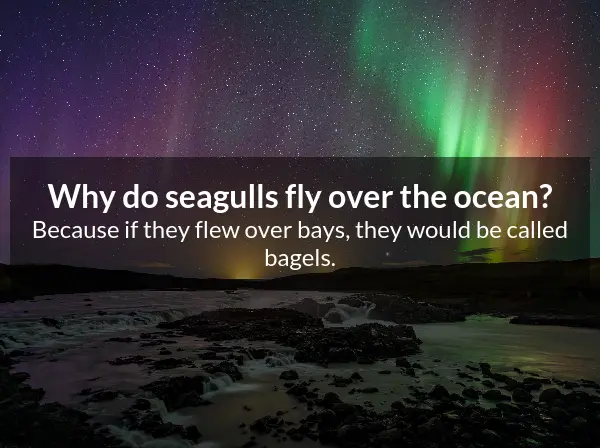 Why do seagulls fly over the ocean?
Because if they flew over bays, they would be called
bagels.